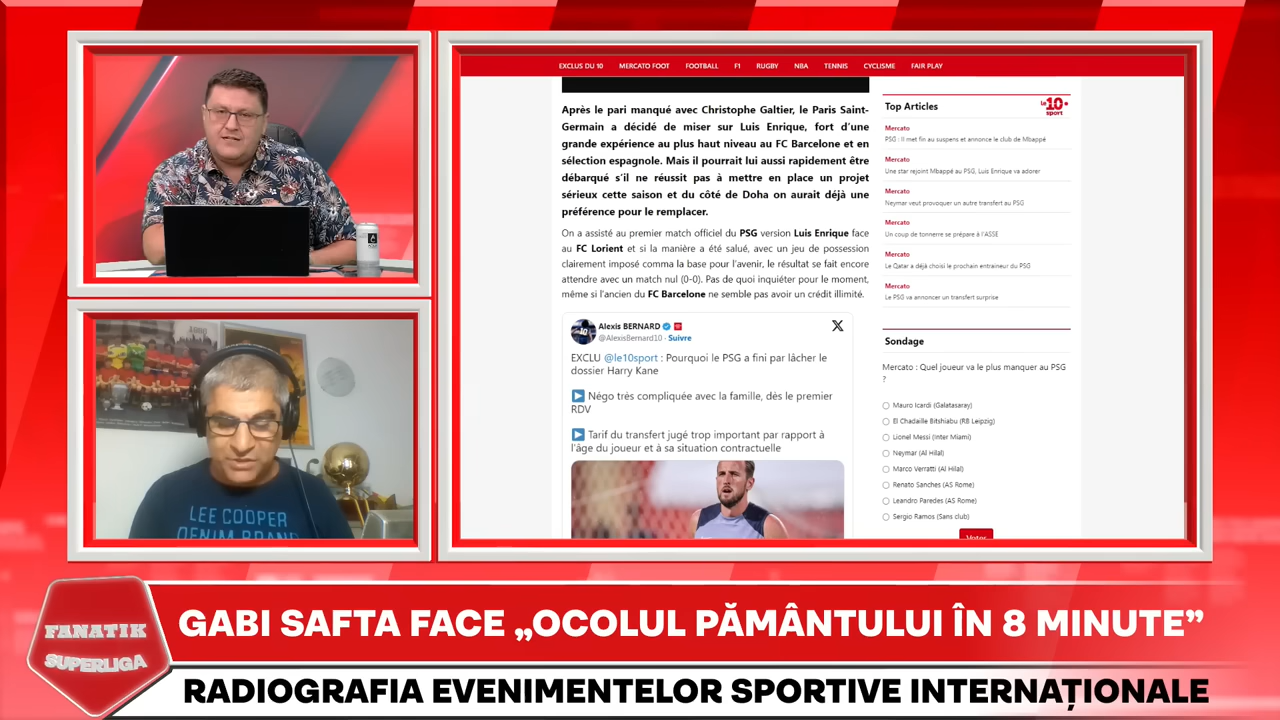 EXCLUS DU 10 MERCATO FOOT FOOTBALL F1 RUGBY NBA TENNIS CYCLISME FAIR PLAY
Après le pari manqué avec Christophe Galtier, le Paris Saint-
Germain a décidé de miser sur Luis Enrique, fort d'une
grande expérience au plus haut niveau au FC Barcelone et en
sélection espagnole. Mais il pourrait lui aussi rapidement être
débarqué s'il ne réussit pas à mettre en place un projet
sérieux cette saison et du côté de Doha on aurait déjà une
préférence pour le remplacer.
On a assisté au premier match officiel du PSG version Luis Enrique face
au FC Lorient et si la manière a été salué, avec un jeu de possession
clairement imposé comma la base pour l'avenir, le résultat se fait encore
attendre avec un match nul (0-0). Pas de quoi inquiéter pour le moment,
même si l'ancien du FC Barcelone ne semble pas avoir un crédit illimité.
Alexis BERNARD
@AlexisBernard10 · Suivre
EXCLU @le10sport : Pourquoi le PSG a fini par lâcher le
dossier Harry Kane
Négo très compliquée avec la famille, dès le premier
RDV
Tarif du transfert jugé trop important par rapport à
l'âge du joueur et à sa situation contractuelle
Top Articles
Le 10 sport
Mercato
PSG : Il met fin au suspens et annonce le club de Mbappé
Mercato
Une star rejoint Mbappé au PSG, Luis Enrique va adorer
Mercato
Neymar veut provoquer un autre transfert au PSG
Mercato
Un coup de tonnerre se prépare à l'ASSE
Mercato
Le Qatar a déjà choisi le prochain entraineur du PSG
Mercato
Le PSG va annoncer un transfert surprise
Sondage
Mercato : Quel joueur va le plus manquer au PSG
?
Mauro Icardi (Galatasaray)
El Chadaille Bitshiabu (RB Leipzig)
Lionel Messi (Inter Miami)
Neymar (Al Hilal)
Marco Verratti (Al Hilal)
Renato Sanches (AS Rome)
Leandro Paredes (AS Rome)
Sergio Ramos (Sans club)
Voter
LEE COOPER
DENIM BRAND
FANATIK
SUPERLIGA
GABI SAFTA FACE „OCOLUL PĂMÂNTULUI ÎN 8 MINUTE”
RADIOGRAFIA EVENIMENTELOR SPORTIVE INTERNAȚIONALE